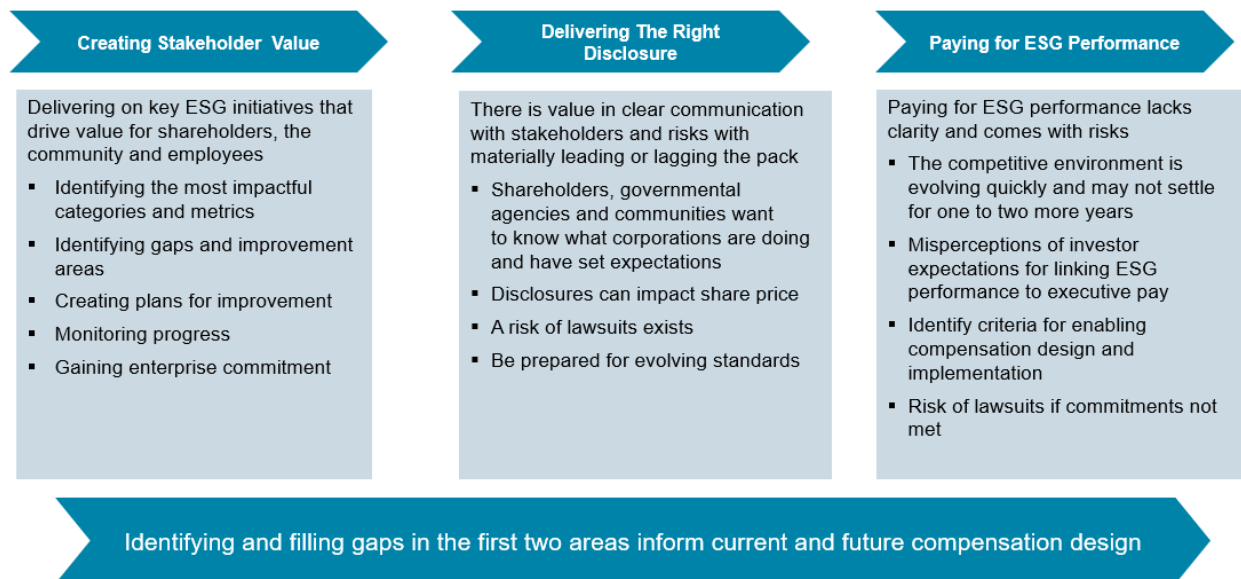 Creating Stakeholder Value
Delivering on key ESG initiatives that
drive value for shareholders, the
community and employees
▪ Identifying the most impactful
categories and metrics
▪ Identifying gaps and improvement
areas
▪ Creating plans for improvement
▪ Monitoring progress
▪ Gaining enterprise commitment
Delivering The Right
Disclosure
There is value in clear communication
with stakeholders and risks with
materially leading or lagging the pack
▪ Shareholders, governmental
agencies and communities want
to know what corporations are doing
and have set expectations
▪ Disclosures can impact share price
▪ A risk of lawsuits exists
▪ Be prepared for evolving standards
Paying for ESG Performance
Paying for ESG performance lacks
clarity and comes with risks
▪ The competitive environment is
evolving quickly and may not settle
for one to two more years
▪ Misperceptions of investor
expectations for linking ESG
performance to executive pay
▪ Identify criteria for enabling
compensation design and
implementation
▪ Risk of lawsuits if commitments not
met
Identifying and filling gaps in the first two areas inform current and future compensation design